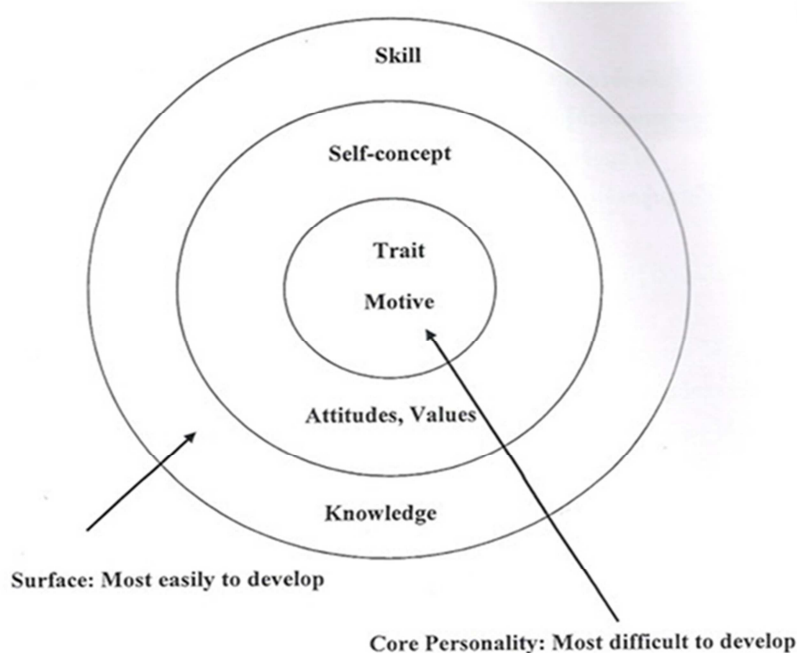 Skill
Self-concept
Trait
Motive
Attitudes, Values
Knowledge
Surface: Most easily to develop
Core Personality: Most difficult to develop